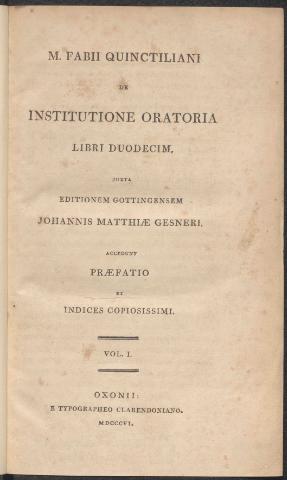 M. FABII QUINCTILIANI
DE
INSTITUTIONE ORATORIA
LIBRI DUODECIM,
JUXTA
EDITIONEM GOTTINGENSEM
JOHANNIS MATTHIÆ GESNERI.
ACCEDUNT
PRÆFATIO
ET
INDICES COPIOSISSIMI.
VOL. I.
OXONII:
E TYPOGRAPHEO CLARENDONIANO.
MDCCCVI.